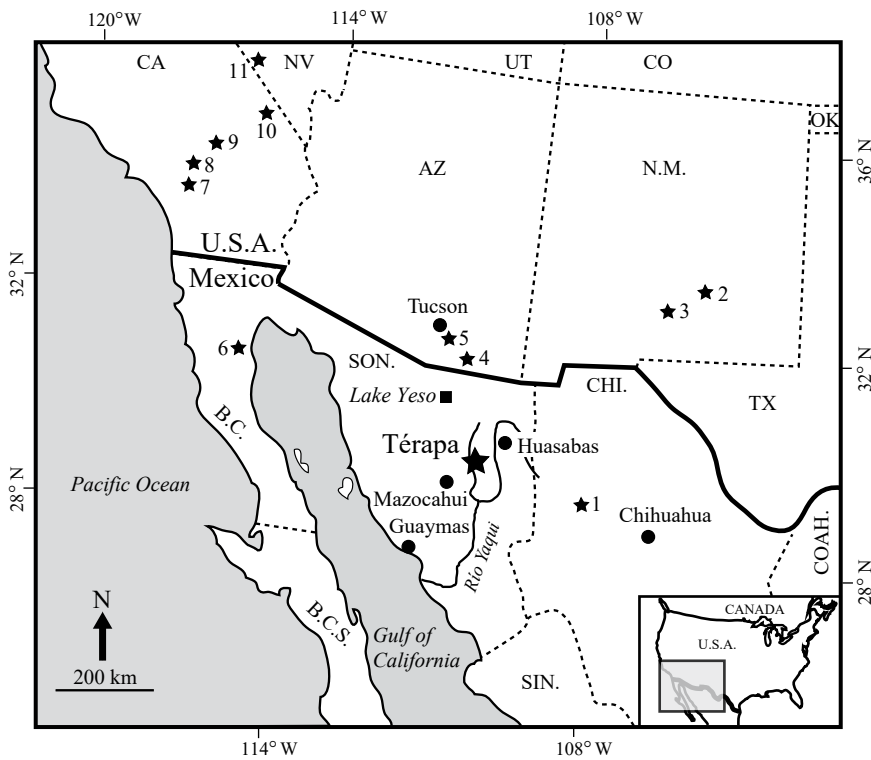 120° W
114° W
108° W
CA
NV
UT
CO
11
OK
10
9
8
7
AZ
N.M.
36° N
U.S.A.
Mexico
32° N
2
3
Tucson
5
4
6
SON.
32° N
CHI.
Lake Yeso
TX
B.C.
Térapa
Huasabas
Pacific Ocean
28° N
Mazocahui
1
Guaymas
Chihuahua
Río Yaqui
COAH.
28° N
N
B.C.S.
200 km
Gulf of
California
SIN.
CANADA
U.S.A.
114° W
108° W